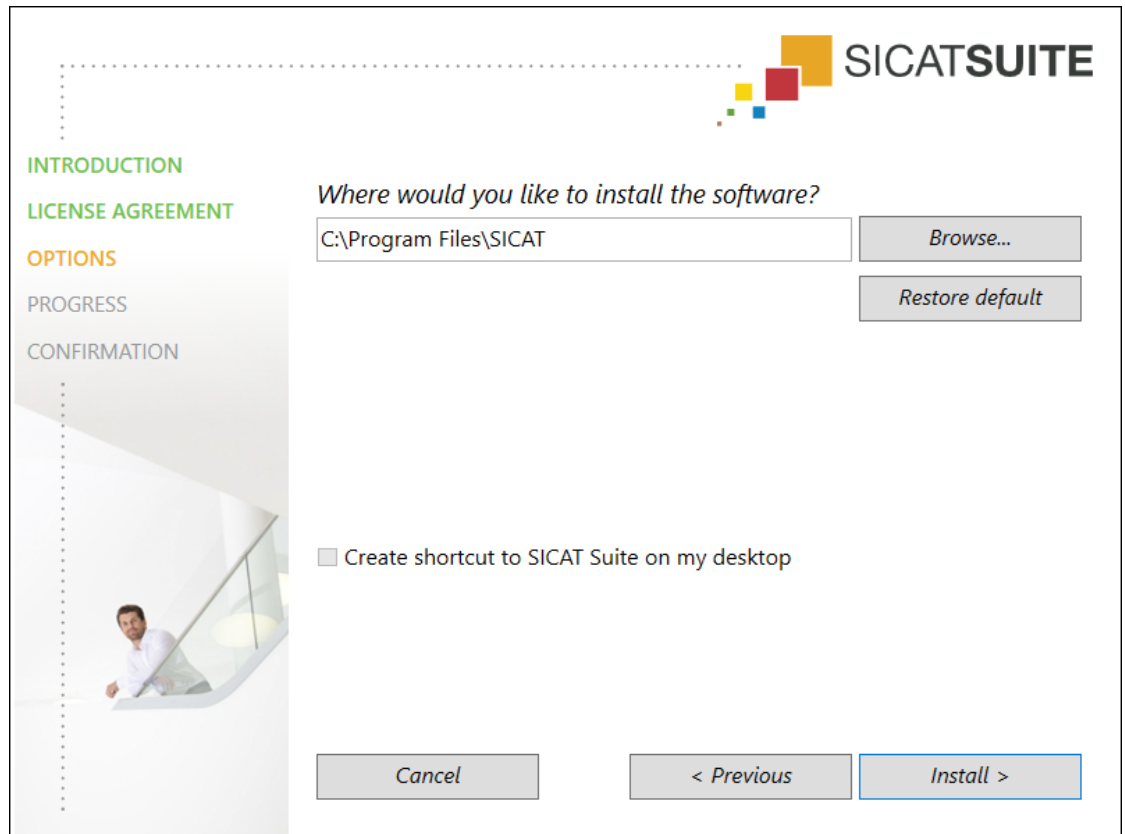 SICATSUITE
INTRODUCTION
LICENSE AGREEMENT
OPTIONS
PROGRESS
CONFIRMATION
Where would you like to install the software?
C:\Program Files\SICAT
Browse...
Restore default
Create shortcut to SICAT Suite on my desktop
Cancel
< Previous
Install >